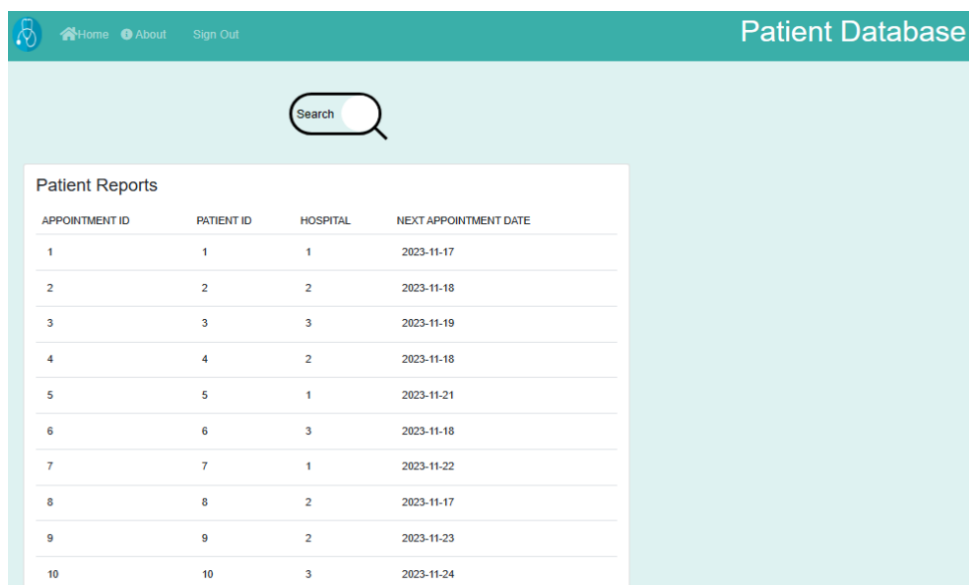 Home About Sign Out Patient Database
Search
Patient Reports
APPOINTMENT ID PATIENT ID HOSPITAL NEXT APPOINTMENT DATE
1 1 1 2023-11-17
2 2 2 2023-11-18
3 3 3 2023-11-19
4 4 2 2023-11-18
5 5 1 2023-11-21
6 6 3 2023-11-18
7 7 1 2023-11-22
8 8 2 2023-11-17
9 9 2 2023-11-23
10 10 3 2023-11-24